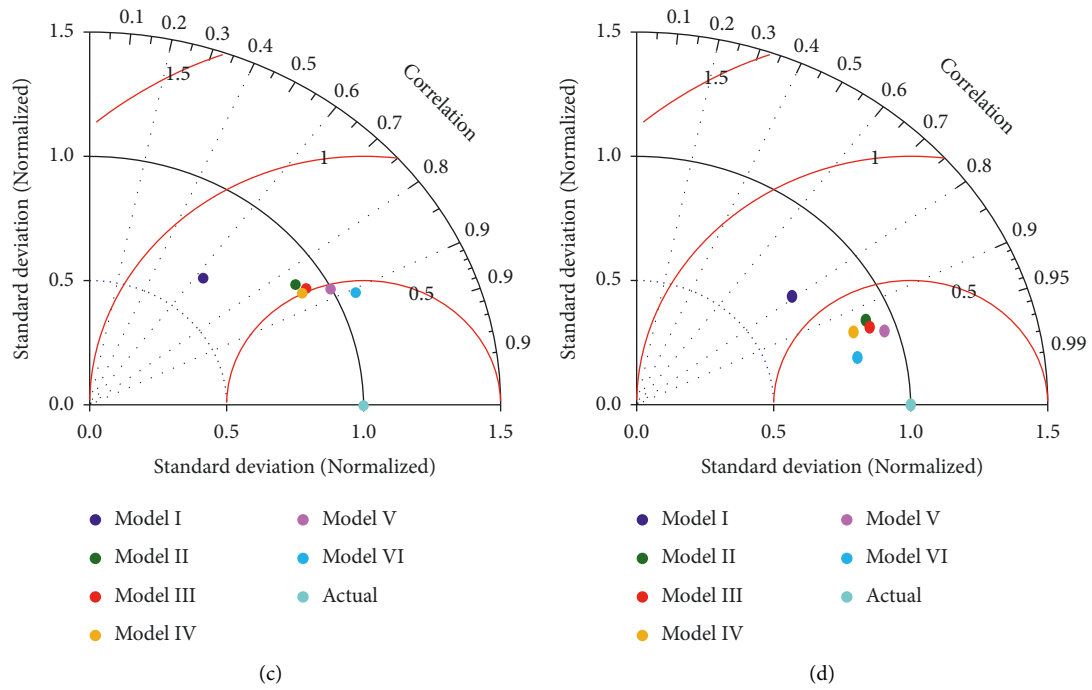 1.5
1.0
0.5
0.0
Standard deviation (Normalized)
0.0
0.5
1.0
1.5
Standard deviation (Normalized)
0.1
0.2
0.3
0.4
0.5
0.6
0.7
0.8
0.9
0.9
0.9
Correlation
1.5
1
0.5
Model I
Model II
Model III
Model IV
Model V
Model VI
Actual
(c)
1.5
1.0
0.5
0.0
Standard deviation (Normalized)
0.0
0.5
1.0
1.5
Standard deviation (Normalized)
0.1
0.2
0.3
0.4
0.5
0.6
0.7
0.8
0.9
0.95
0.99
Correlation
1.5
1
0.5
Model I
Model II
Model III
Model IV
Model V
Model VI
Actual
(d)